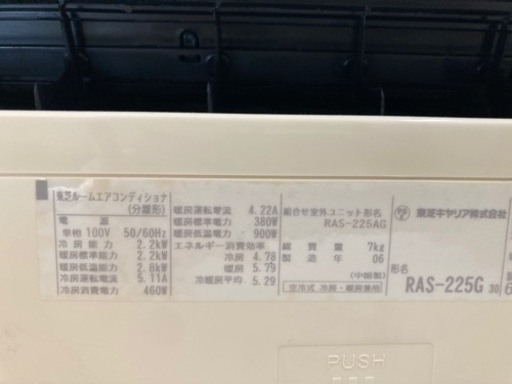 東芝ルームエアコンディショナ
(分離形)
電源
単相 100V 50/60Hz
冷房能力 2.2kW
暖房標準能力 2.2kW
暖房低温能力 2.8kW
冷房運転電流 5.11A
冷房消費電力 460W
暖房運転電流 4.22A
暖房標準電力 380W
暖房低温電力 900W
エネルギー消費効率
冷房 4.78
暖房 5.79
冷暖房平均 5.29
組合せ室外ユニット形名
RAS-225AG
総質量 7kg
製造年 06
(中国製)
空冷式 冷房・暖房兼用
東芝キヤリア株式会社
形名 RAS-225G 30
PUSH